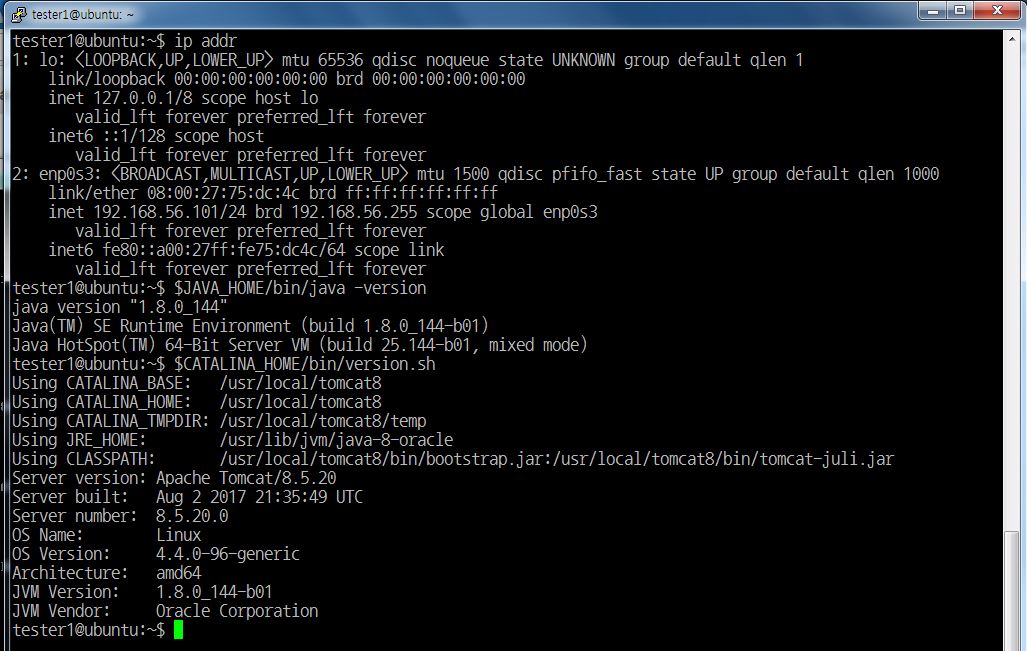 tester1@ubuntu: ~
tester1@ubuntu:~$ ip addr
1: lo: <LOOPBACK,UP,LOWER_UP> mtu 65536 qdisc noqueue state UNKNOWN group default qlen 1
    link/loopback 00:00:00:00:00:00 brd 00:00:00:00:00:00
    inet 127.0.0.1/8 scope host lo
       valid_lft forever preferred_lft forever
    inet6 ::1/128 scope host
       valid_lft forever preferred_lft forever
2: enp0s3: <BROADCAST,MULTICAST,UP,LOWER_UP> mtu 1500 qdisc pfifo_fast state UP group default qlen 1000
    link/ether 08:00:27:75:dc:4c brd ff:ff:ff:ff:ff:ff
    inet 192.168.56.101/24 brd 192.168.56.255 scope global enp0s3
       valid_lft forever preferred_lft forever
    inet6 fe80::a00:27ff:fe75:dc4c/64 scope link
       valid_lft forever preferred_lft forever
tester1@ubuntu:~$ $JAVA_HOME/bin/java -version
java version "1.8.0_144"
Java(TM) SE Runtime Environment (build 1.8.0_144-b01)
Java HotSpot(TM) 64-Bit Server VM (build 25.144-b01, mixed mode)
tester1@ubuntu:~$ $CATALINA_HOME/bin/version.sh
Using CATALINA_BASE:   /usr/local/tomcat8
Using CATALINA_HOME:   /usr/local/tomcat8
Using CATALINA_TMPDIR: /usr/local/tomcat8/temp
Using JRE_HOME:        /usr/lib/jvm/java-8-oracle
Using CLASSPATH:       /usr/local/tomcat8/bin/bootstrap.jar:/usr/local/tomcat8/bin/tomcat-juli.jar
Server version: Apache Tomcat/8.5.20
Server built:   Aug 2 2017 21:35:49 UTC
Server number:  8.5.20.0
OS Name:        Linux
OS Version:     4.4.0-96-generic
Architecture:   amd64
JVM Version:    1.8.0_144-b01
JVM Vendor:     Oracle Corporation
tester1@ubuntu:~$